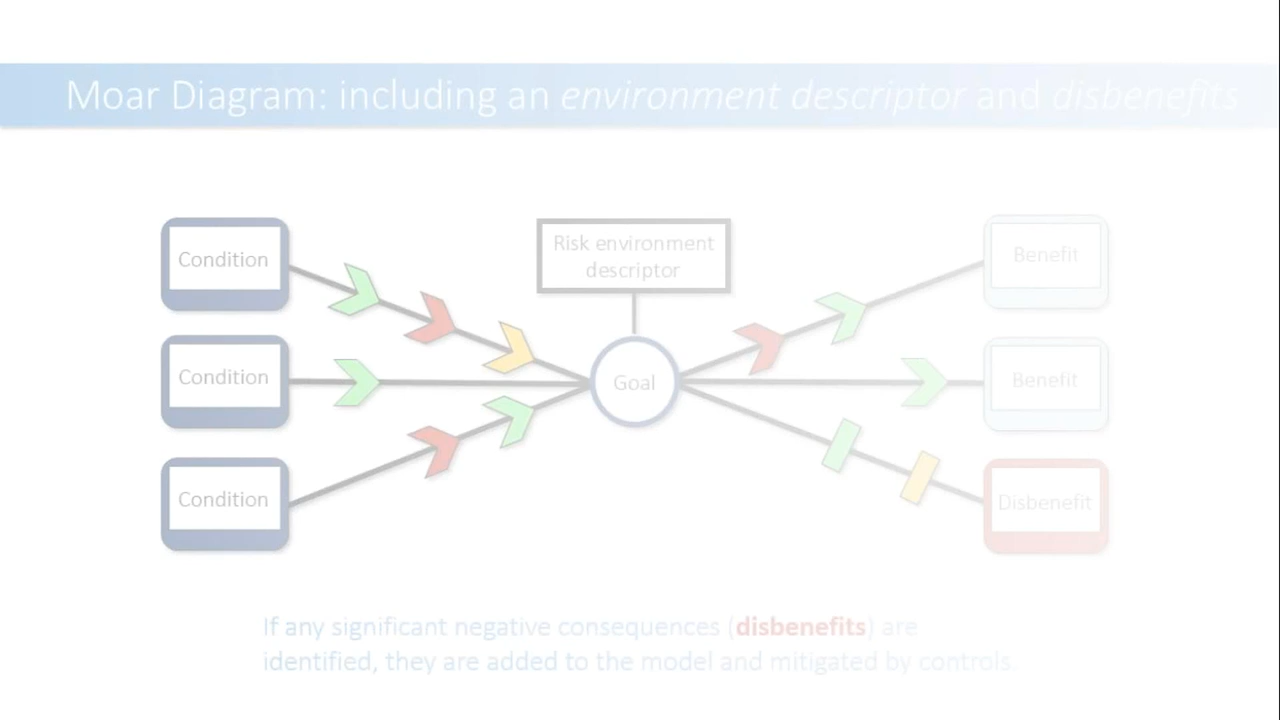 Moar Diagram: including an environment descriptor and disbenefits
Condition
Risk environment
descriptor
Benefit
Condition
Goal
Benefit
Condition
Disbenefit
If any significant negative consequences (disbenefits) are
identified, they are added to the model and mitigated by controls.